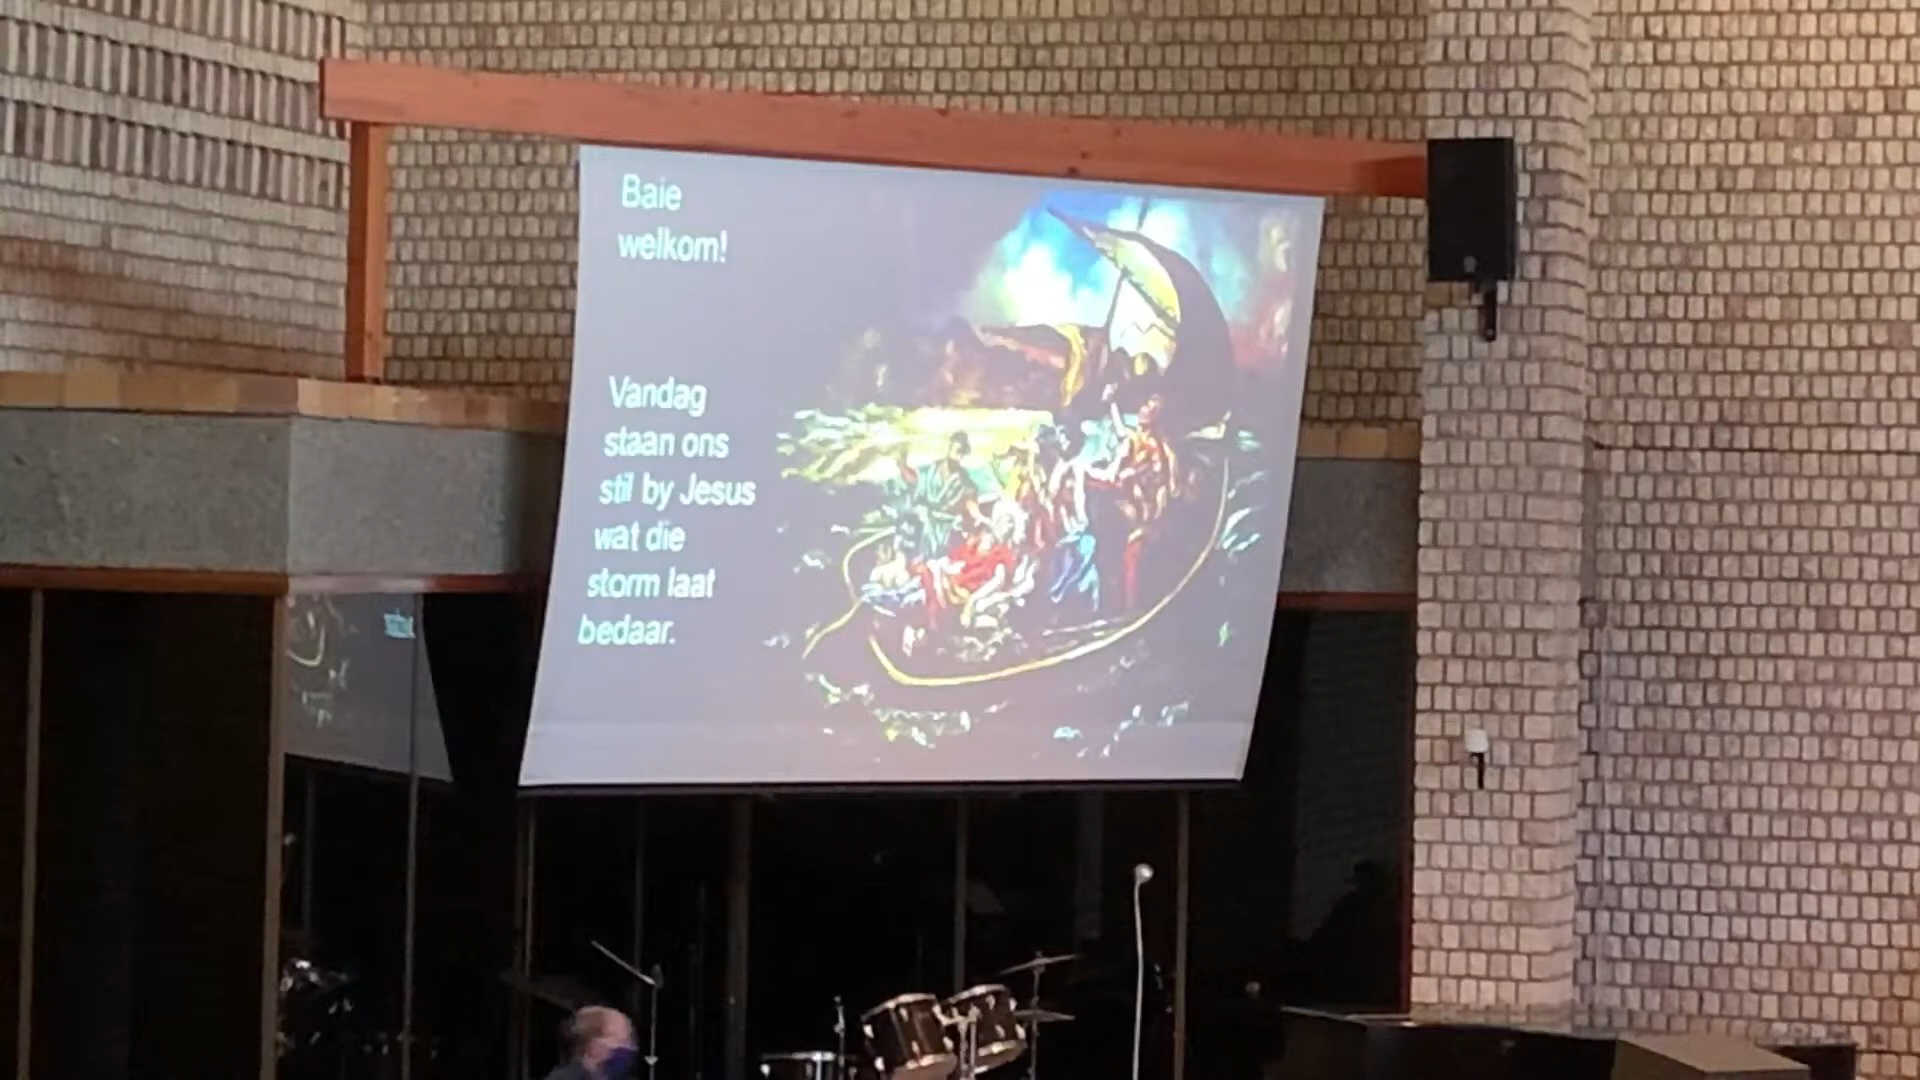 Baie
welkom!
Vandag
staan ons
stil by Jesus
wat die
storm laat
bedaar.